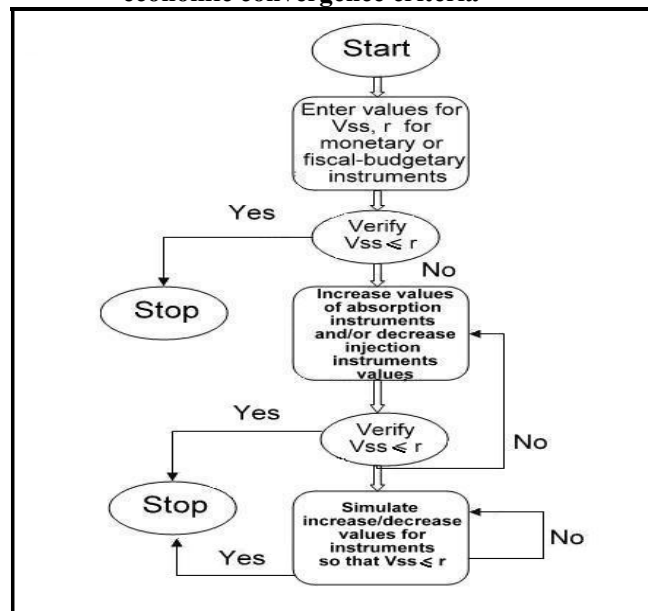 economic convergence criteria
Start
Enter values for
Vss, r for
monetary or
fiscal-budgetary
instruments
Yes
Verify
Vss ⩽ r
No
Stop
Increase values
of absorption
instruments
and/or decrease
injection
instruments
values
Yes
Verify
Vss ⩽ r
No
Stop
Simulate
increase/decrease
values for
instruments
so that Vss ⩽ r
No
Yes